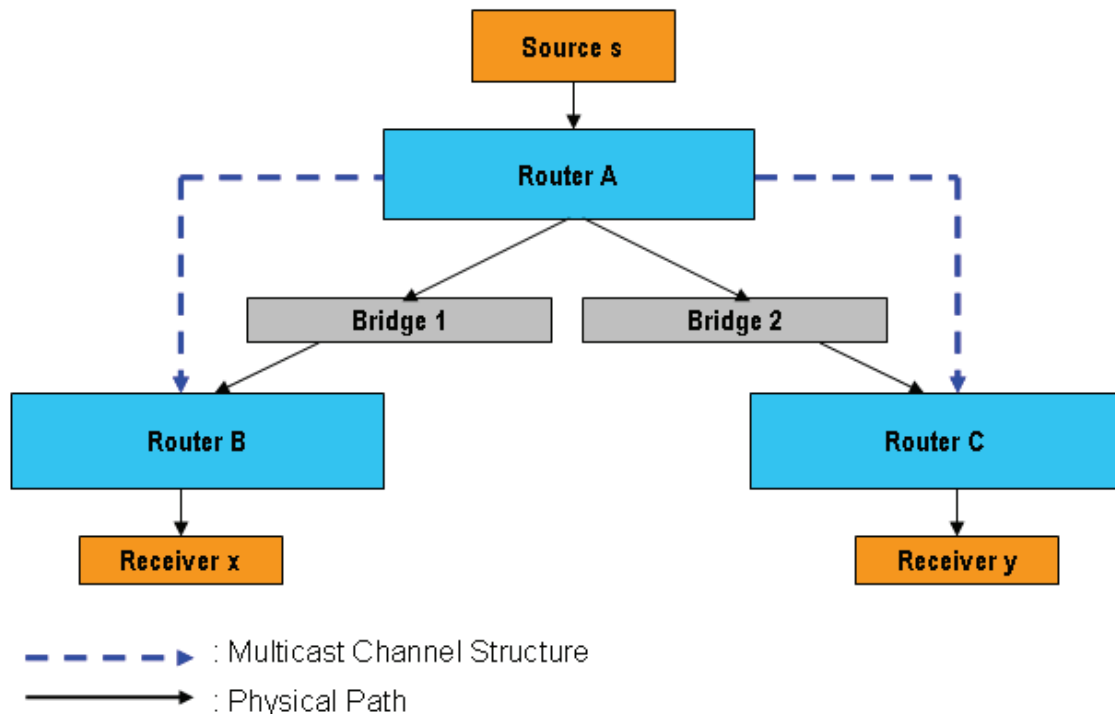 Source s
Router A
Bridge 1
Bridge 2
Router B
Router C
Receiver x
Receiver y
: Multicast Channel Structure
: Physical Path